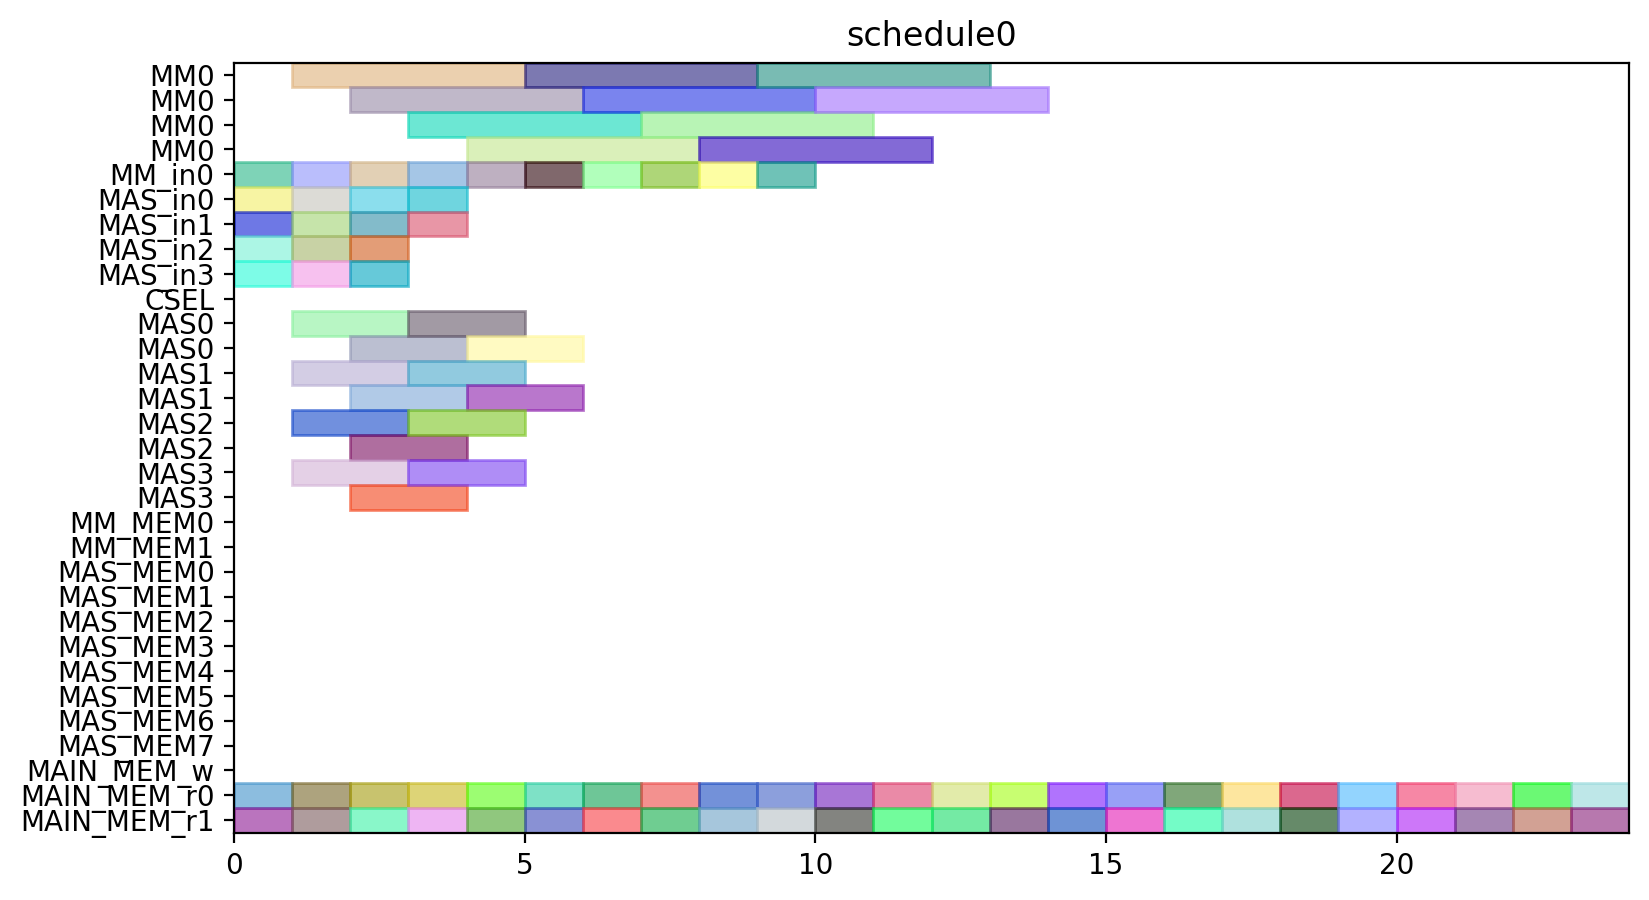 schedule0
MM0
MM0
MM0
MM0
MM_in0
MAS_in0
MAS_in1
MAS_in2
MAS_in3
CSEL
MAS0
MAS0
MAS1
MAS1
MAS2
MAS2
MAS3
MAS3
MM_MEM0
MM_MEM1
MAS_MEM0
MAS_MEM1
MAS_MEM2
MAS_MEM3
MAS_MEM4
MAS_MEM5
MAS_MEM6
MAS_MEM7
MAIN_MEM_w
MAIN_MEM_r0
MAIN_MEM_r1
0 5 10 15 20